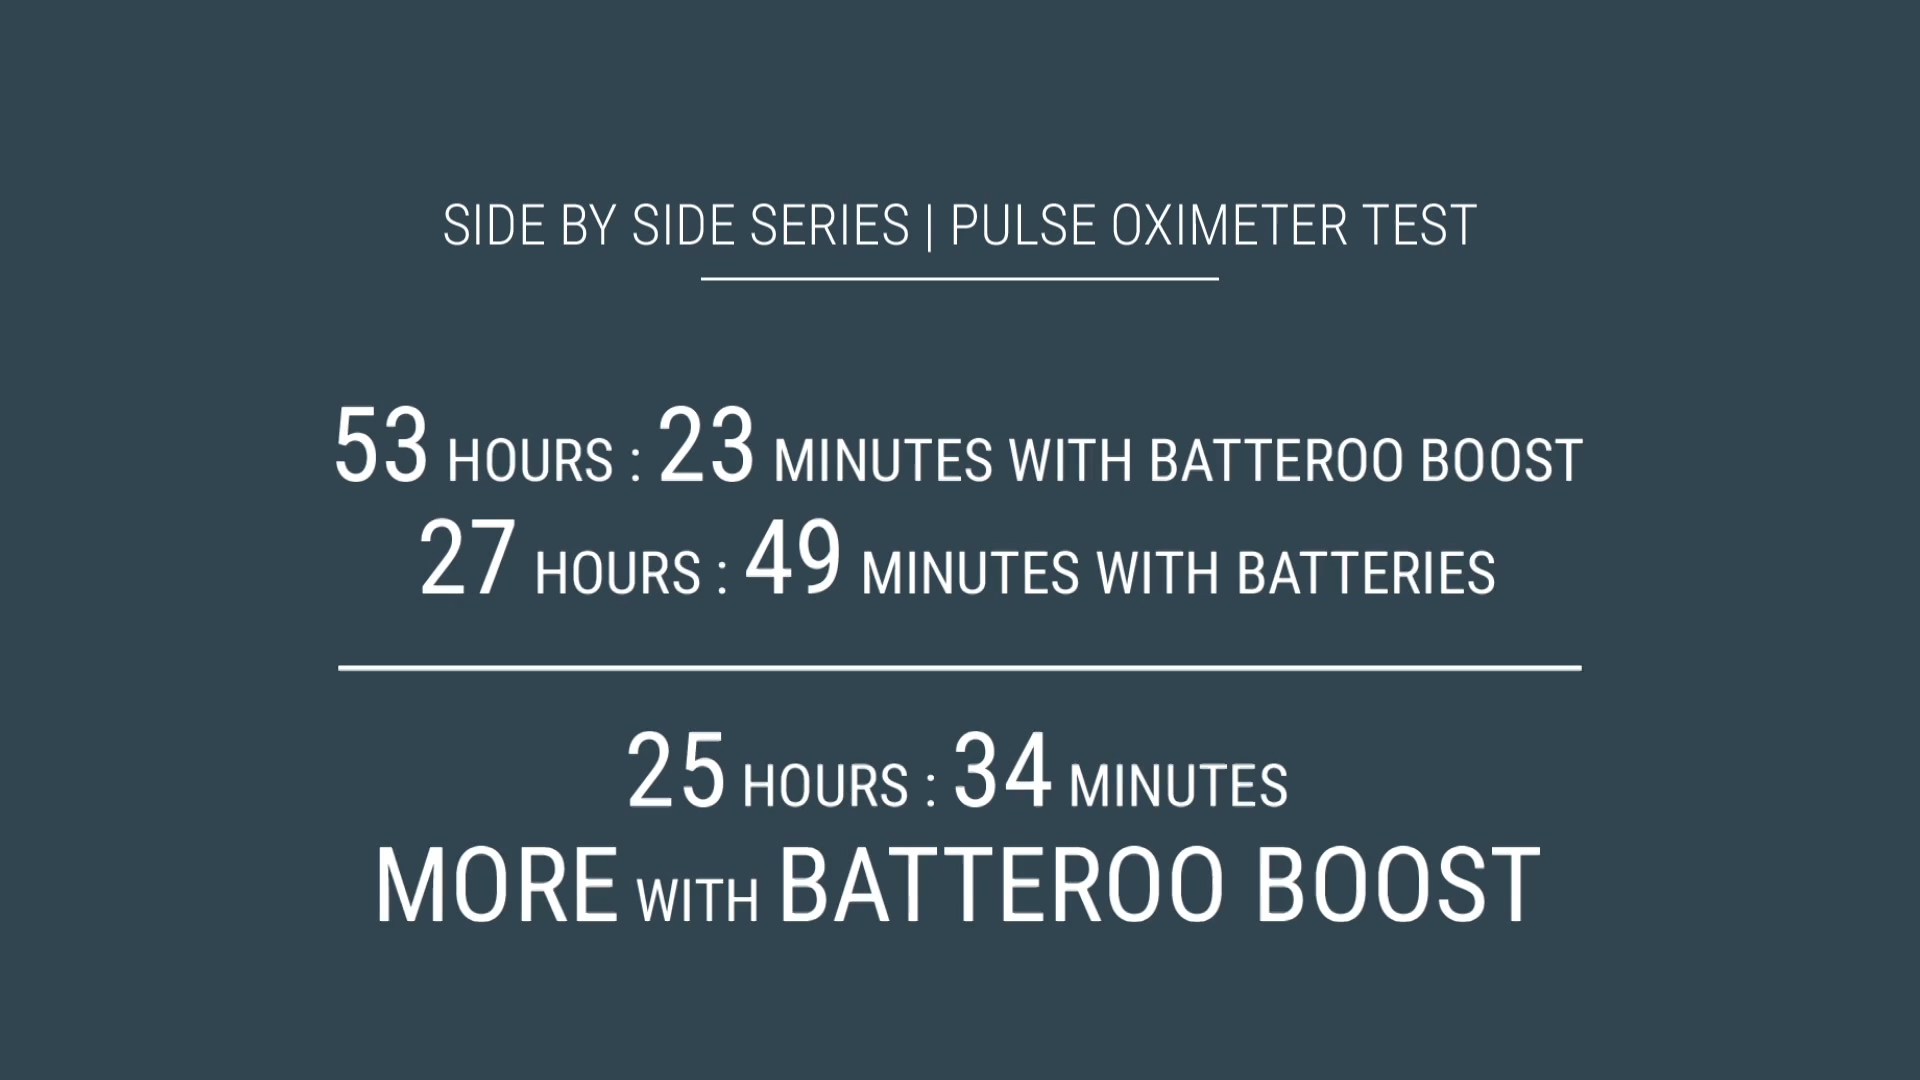 SIDE BY SIDE SERIES | PULSE OXIMETER TEST
53 HOURS : 23 MINUTES WITH BATTEROO BOOST
27 HOURS : 49 MINUTES WITH BATTERIES
25 HOURS : 34 MINUTES
MORE WITH BATTEROO BOOST